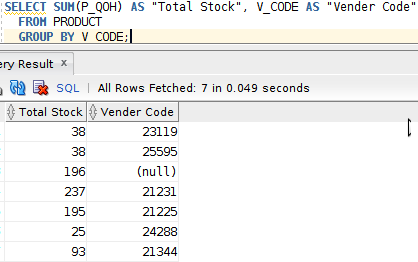 SELECT SUM(P_QOH) AS "Total Stock", V_CODE AS "Vender Code"
FROM PRODUCT
GROUP BY V_CODE;
Query Result x
SQL | All Rows Fetched: 7 in 0.049 seconds
Total Stock Vender Code
38 23119
38 25595
196 (null)
237 21231
195 21225
25 24288
93 21344